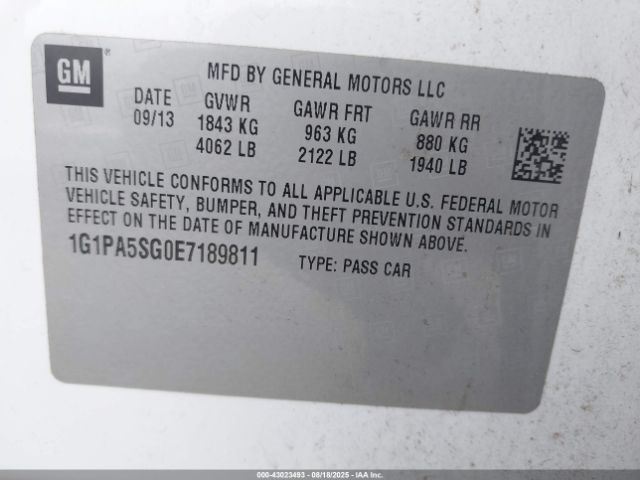 GM
MFD BY GENERAL MOTORS LLC
DATE GVWR GAWR FRT GAWR RR
09/13 1843 KG 963 KG 880 KG
4062 LB 2122 LB 1940 LB
THIS VEHICLE CONFORMS TO ALL APPLICABLE U.S. FEDERAL MOTOR
VEHICLE SAFETY, BUMPER, AND THEFT PREVENTION STANDARDS IN
EFFECT ON THE DATE OF MANUFACTURE SHOWN ABOVE.
1G1PA5SG0E7189811 TYPE: PASS CAR
000-43023493 - 08/18/2025 - IAAI.CA